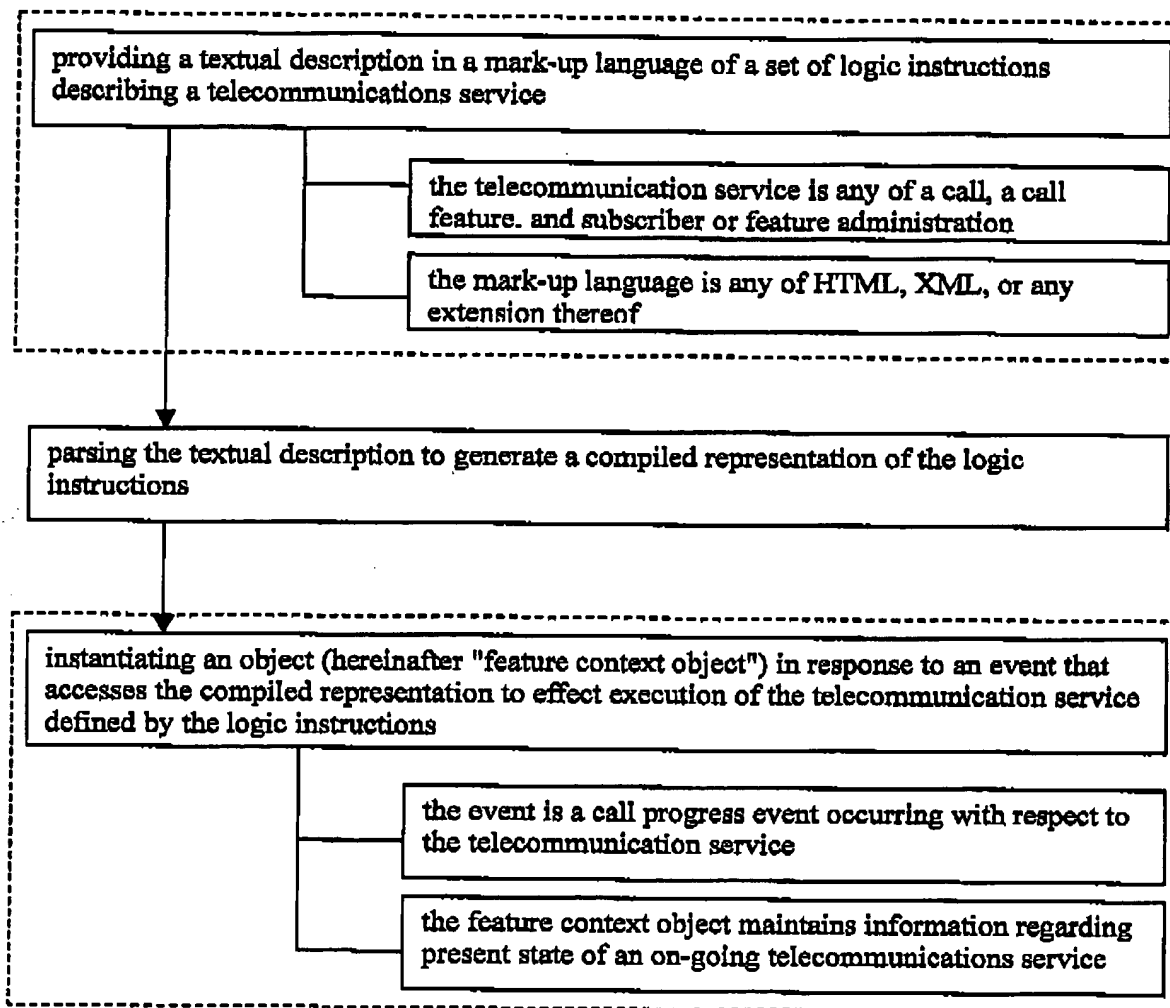 providing a textual description in a mark-up language of a set of logic instructions
describing a telecommunications service
the telecommunication service is any of a call, a call
feature. and subscriber or feature administration
the mark-up language is any of HTML, XML, or any
extension thereof
parsing the textual description to generate a compiled representation of the logic
instructions
instantiating an object (hereinafter "feature context object") in response to an event that
accesses the compiled representation to effect execution of the telecommunication service
defined by the logic instructions
the event is a call progress event occurring with respect to
the telecommunication service
the feature context object maintains information regarding
present state of an on-going telecommunications service